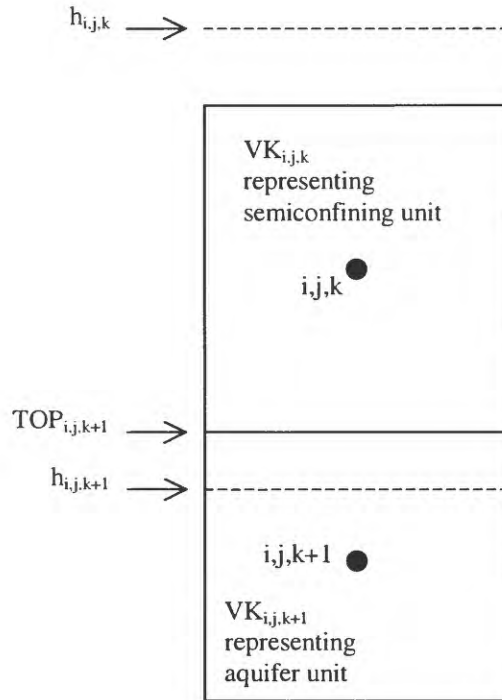 h_{i.j,k}
VK_{i.j.k}
representing
semiconfining unit
i,j,k
TOP_{i.j.k+1}
h_{i,j.k+1}
i,j,k+1
VK_{i,j,k+1}
representing
aquifer unit